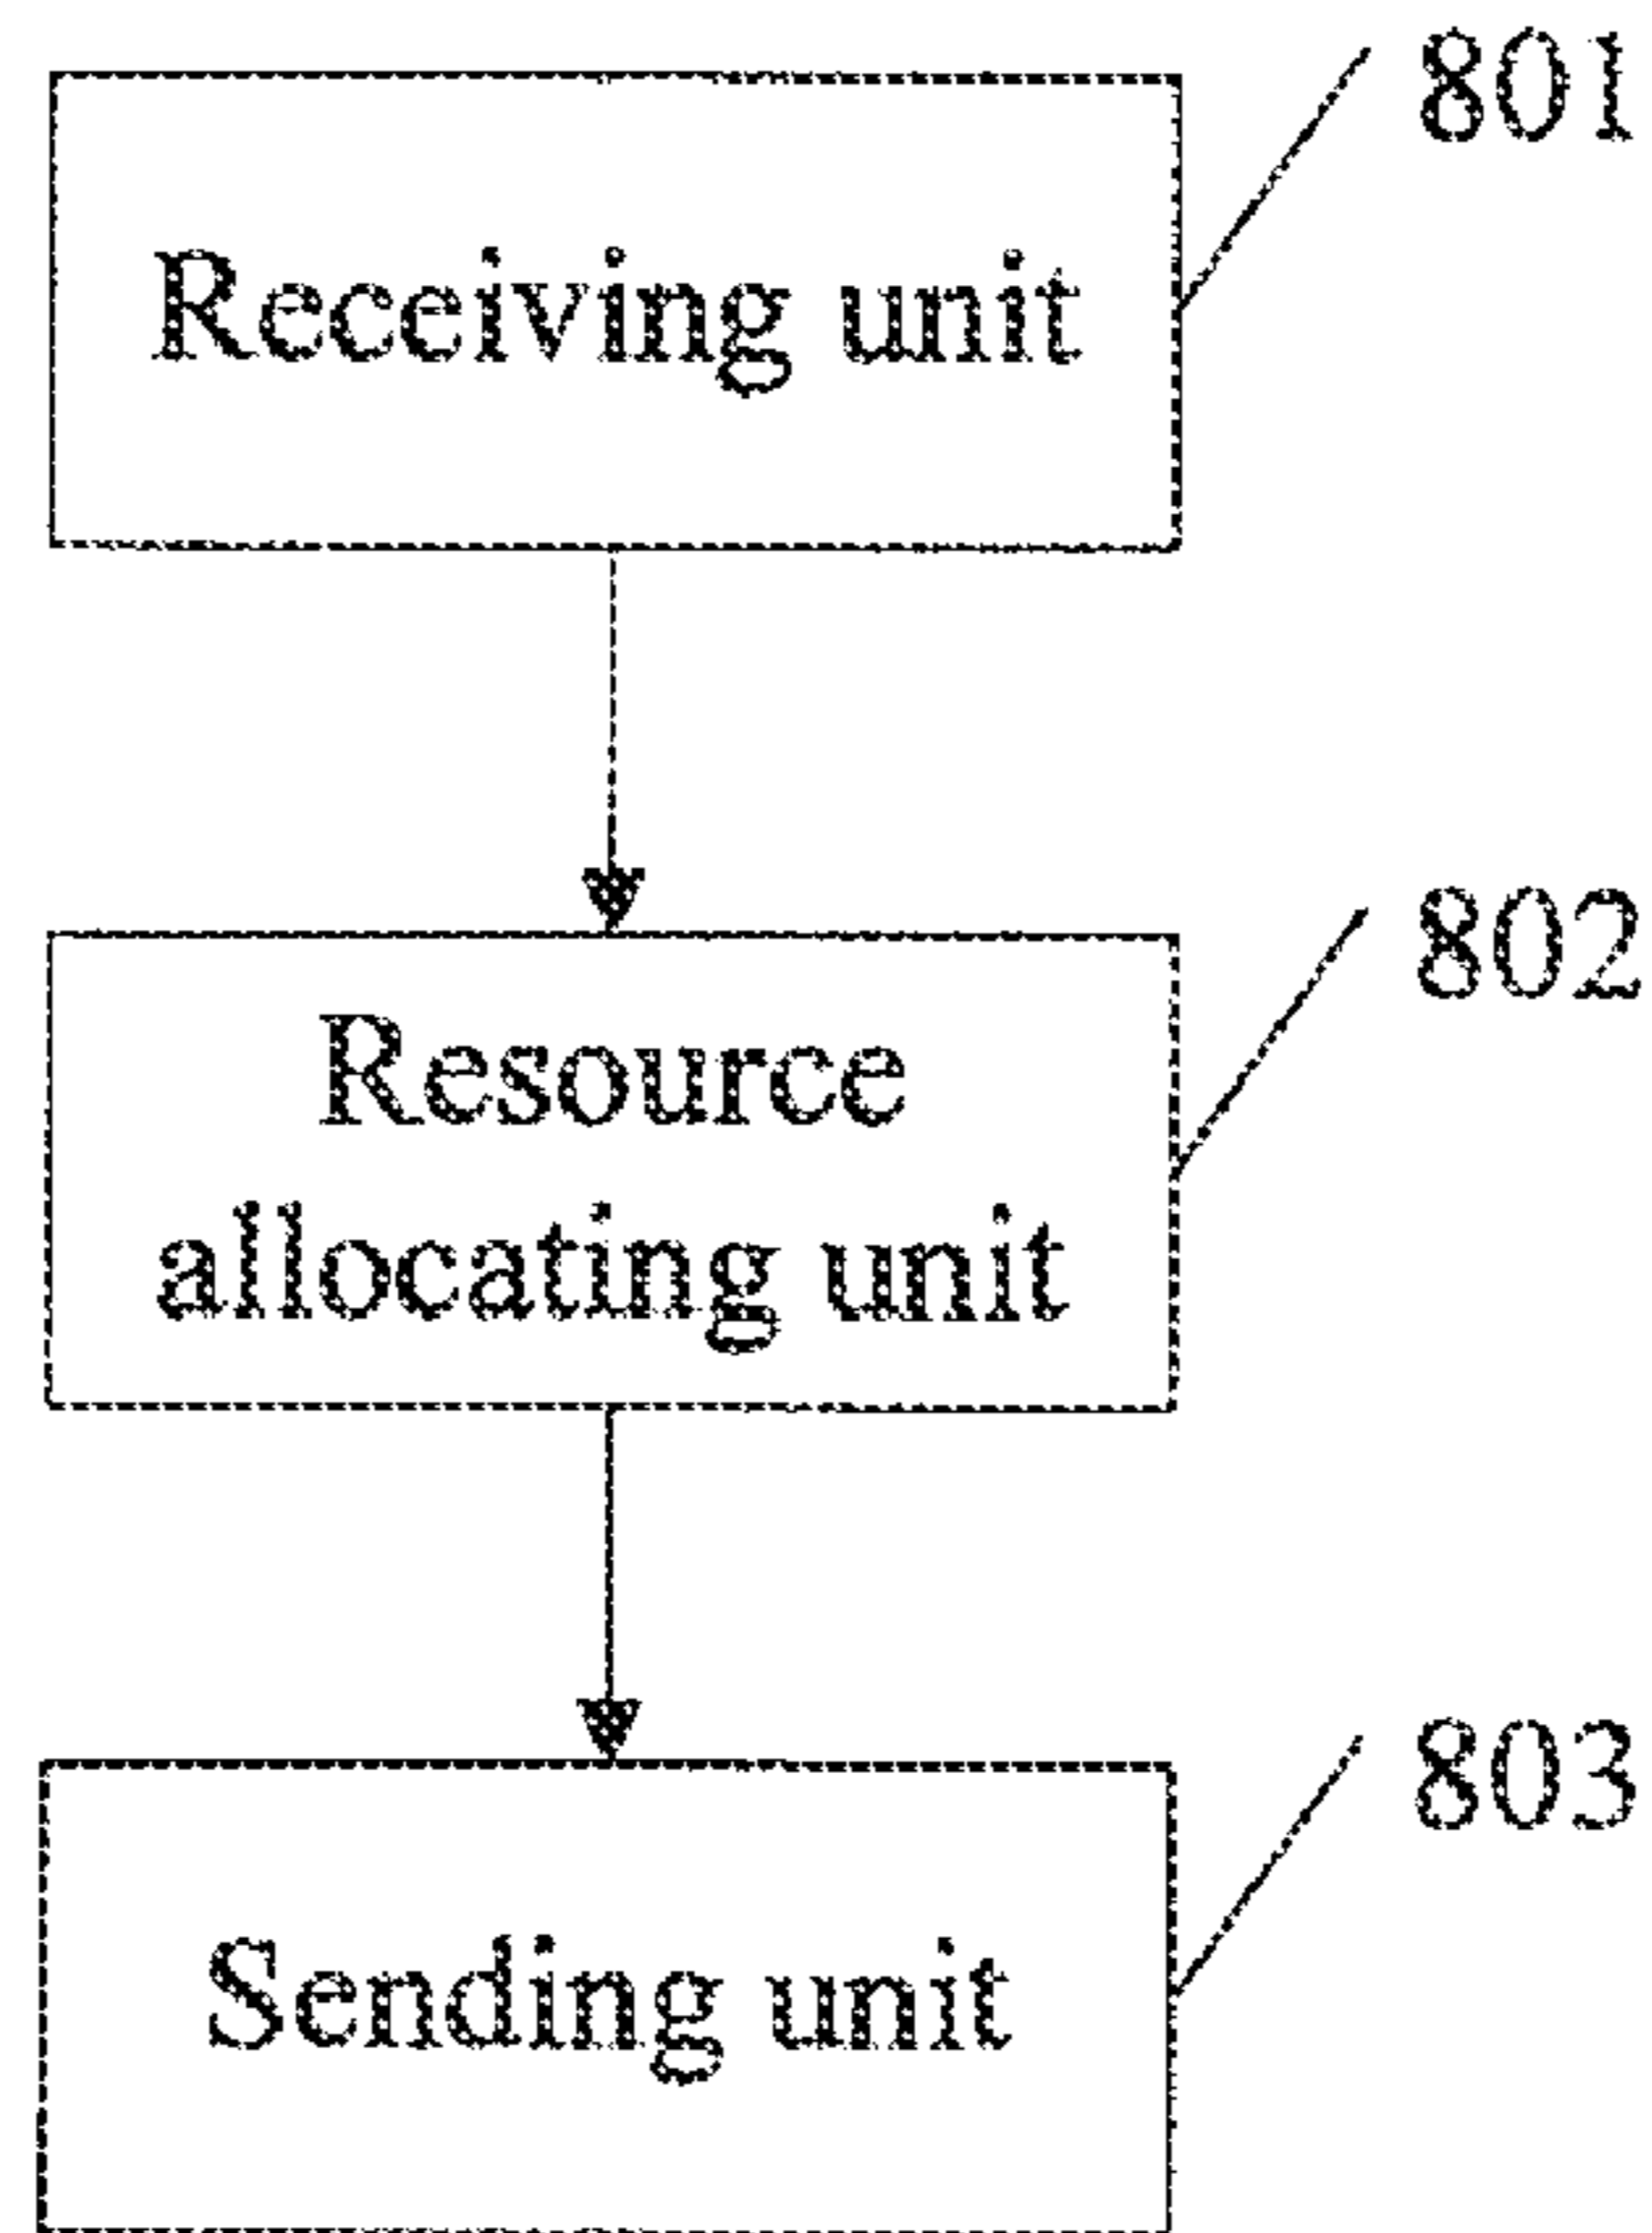 801
Receiving unit
802
Resource
allocating unit
803
Sending unit